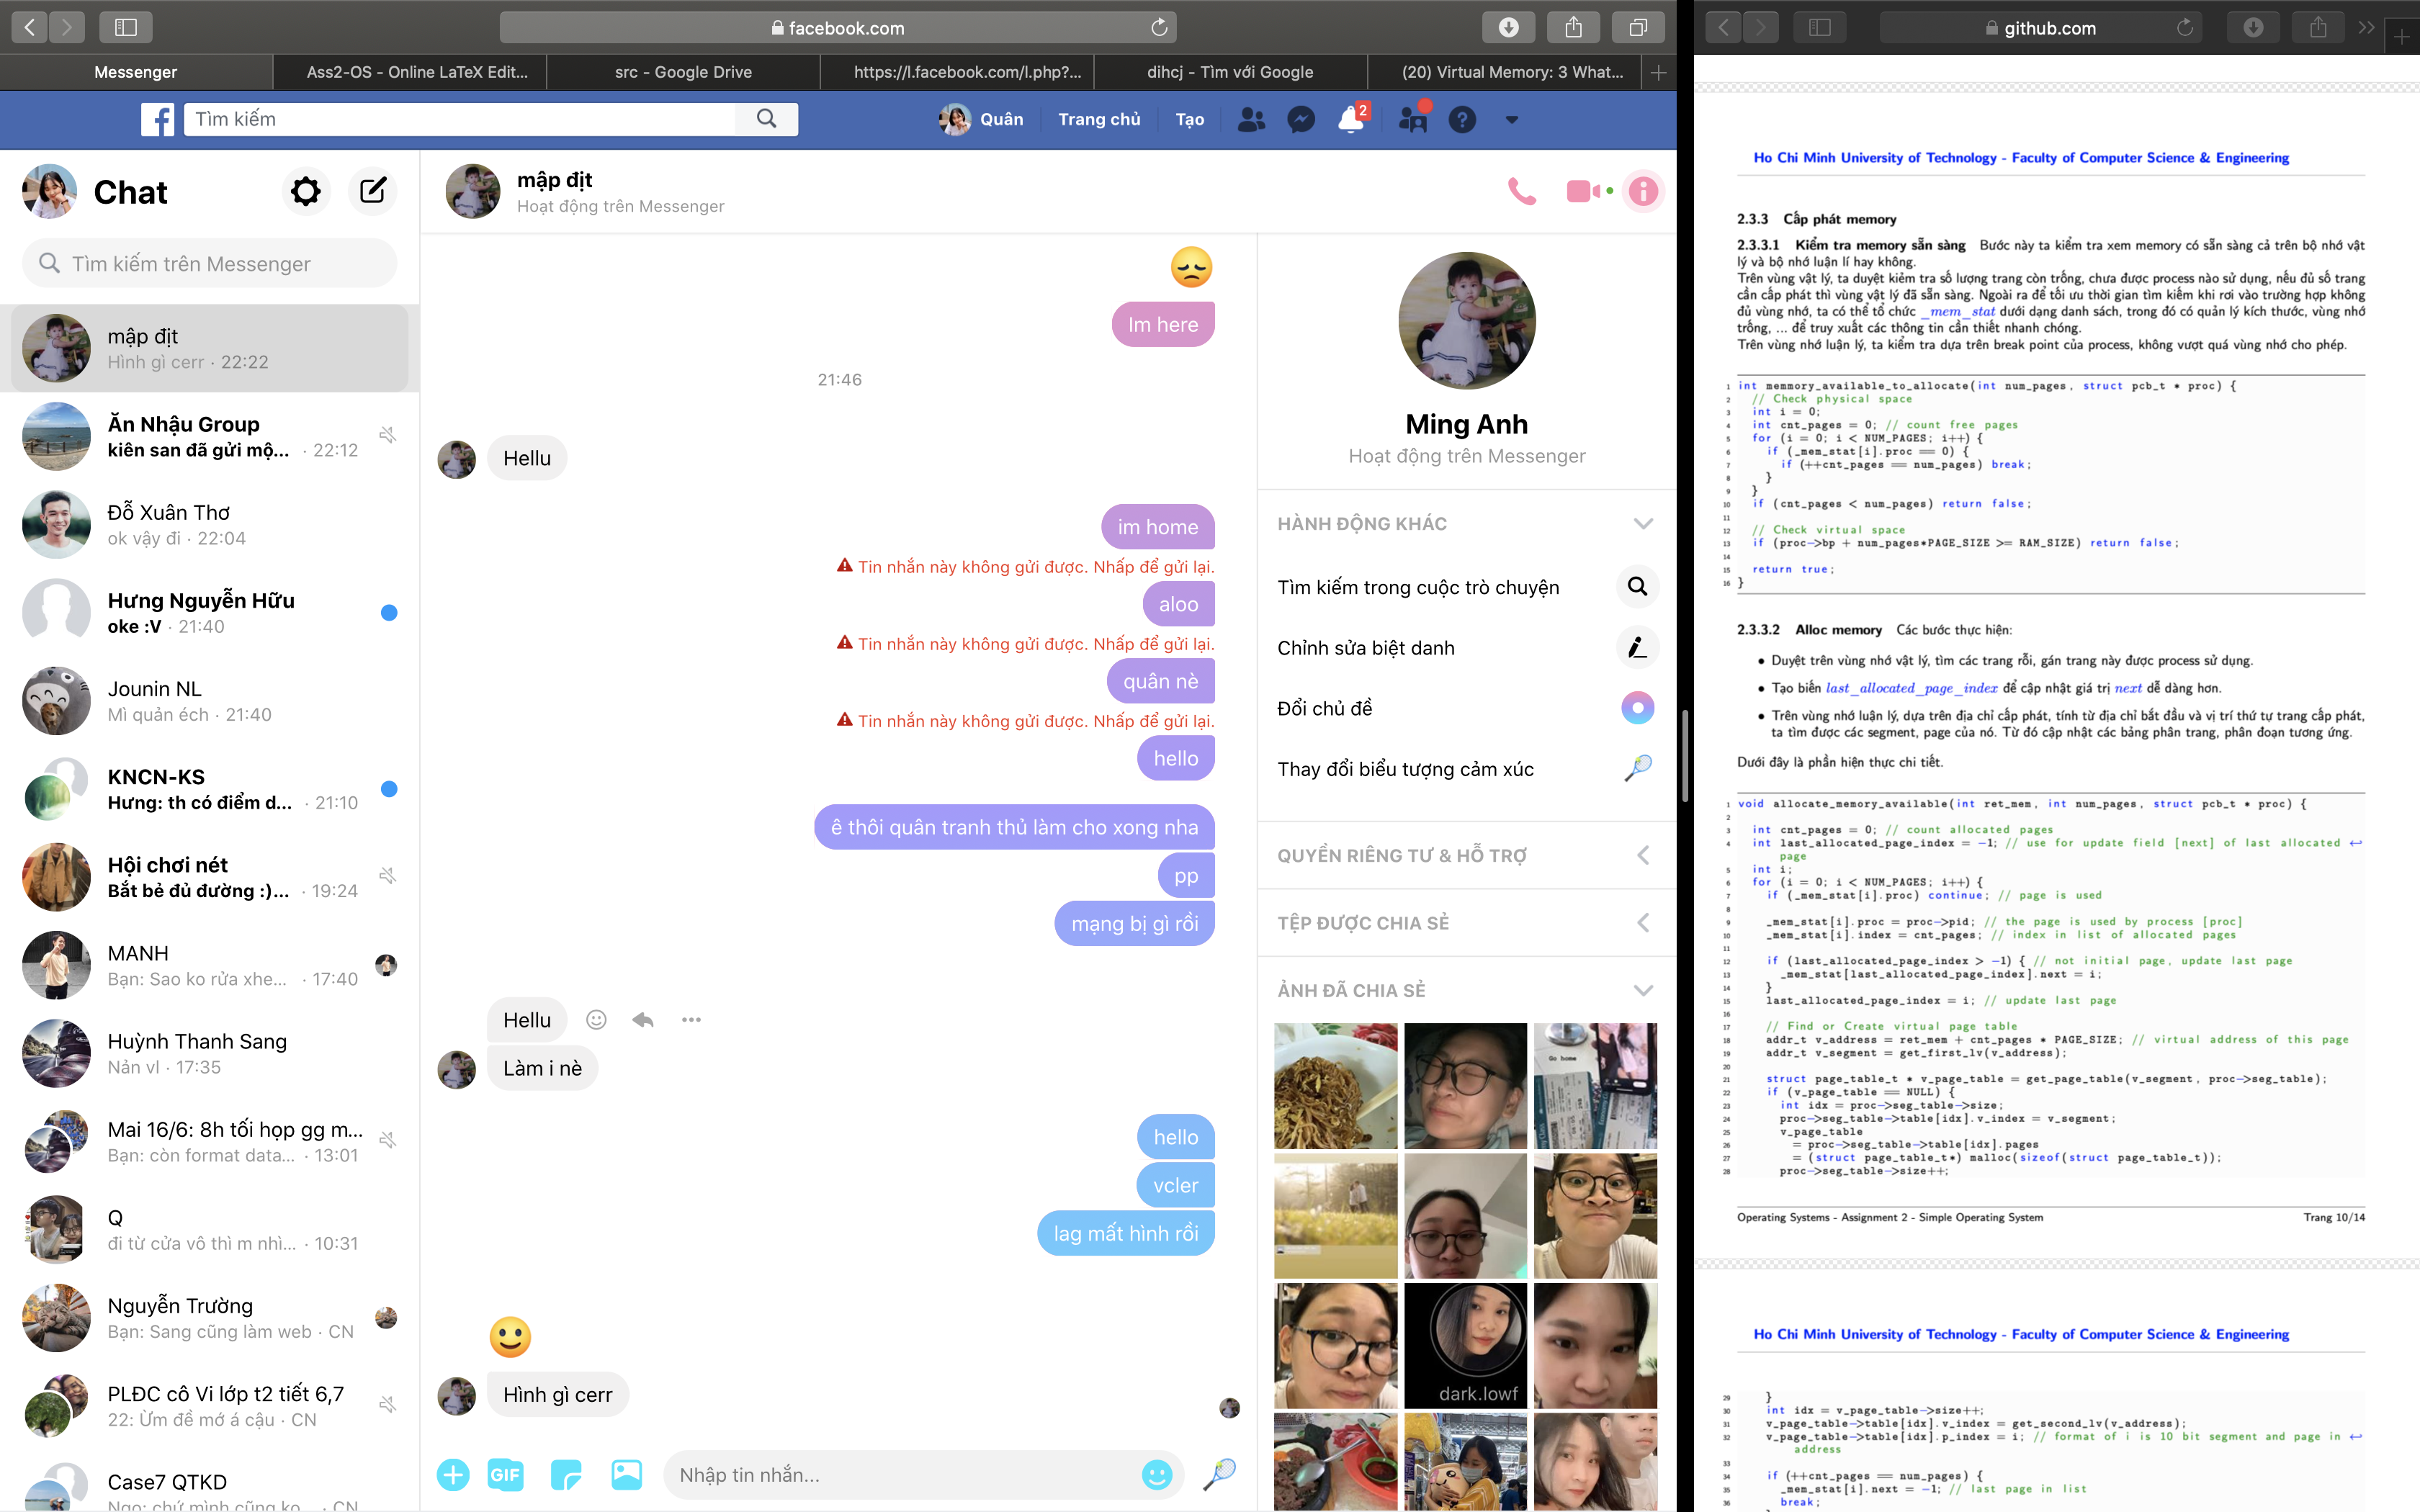 facebook.com
Messenger
Ass2-OS - Online LaTeX Edit...
src - Google Drive
https://l.facebook.com/l.php?...
dihcj - Tìm với Google
(20) Virtual Memory: 3 What...
Tìm kiếm
Quân
Trang chủ
Tạo
2
Chat
Tìm kiếm trên Messenger
mập địt
Hình gì cerr · 22:22
Ăn Nhậu Group
kiên san đã gửi mộ... · 22:12
Đỗ Xuân Thơ
ok vậy đi · 22:04
Hưng Nguyễn Hữu
oke :V · 21:40
Jounin NL
Mì quản éch · 21:40
KNCN-KS
Hưng: th có điểm d... · 21:10
Hội chơi nét
Bắt bẻ đủ đường :)... · 19:24
MANH
Bạn: Sao ko rửa xhe... · 17:40
Huỳnh Thanh Sang
Nản vl · 17:35
Mai 16/6: 8h tối họp gg m...
Bạn: còn format data... · 13:01
Q
đi từ cửa vô thì m nhì... · 10:31
Nguyễn Trường
Bạn: Sang cũng làm web · CN
PLĐC cô Vi lớp t2 tiết 6,7
22: Ừm đề mớ á cậu · CN
Case7 QTKD
Ngo: chứ mình cũng ko... · CN
mập địt
Hoạt động trên Messenger
Im here
21:46
Hellu
im home
Tin nhắn này không gửi được. Nhấp để gửi lại.
aloo
Tin nhắn này không gửi được. Nhấp để gửi lại.
quân nè
Tin nhắn này không gửi được. Nhấp để gửi lại.
hello
ê thôi quân tranh thủ làm cho xong nha
pp
mạng bị gì rồi
Hellu
Làm i nè
hello
vcler
lag mất hình rồi
Hình gì cerr
GIF
Nhập tin nhắn...
Ming Anh
Hoạt động trên Messenger
HÀNH ĐỘNG KHÁC
Tìm kiếm trong cuộc trò chuyện
Chỉnh sửa biệt danh
Đổi chủ đề
Thay đổi biểu tượng cảm xúc
QUYỀN RIÊNG TƯ & HỖ TRỢ
TỆP ĐƯỢC CHIA SẺ
ẢNH ĐÃ CHIA SẺ
Go home
dark.lowf
github.com
Ho Chi Minh University of Technology - Faculty of Computer Science & Engineering
2.3.3 Cấp phát memory
2.3.3.1 Kiểm tra memory sẵn sàng Bước này ta kiểm tra xem memory có sẵn sàng cả trên bộ nhớ vật
lý và bộ nhớ luận lí hay không.
Trên vùng vật lý, ta duyệt kiểm tra số lượng trang còn trống, chưa được process nào sử dụng, nếu đủ số trang
cần cấp phát thì vùng vật lý đã sẵn sàng. Ngoài ra để tối ưu thời gian tìm kiếm khi rơi vào trường hợp không
đủ vùng nhớ, ta có thể tổ chức _mem_stat dưới dạng danh sách, trong đó có quản lý kích thước, vùng nhớ
trống, ... để truy xuất các thông tin cần thiết nhanh chóng.
Trên vùng nhớ luận lý, ta kiểm tra dựa trên break point của process, không vượt quá vùng nhớ cho phép.
1 int memmory_available_to_allocate(int num_pages, struct pcb_t * proc) {
2 // Check physical space
3 int i = 0;
4 int cnt_pages = 0; // count free pages
5 for (i = 0; i < NUM_PAGES; i++) {
6 if (_mem_stat[i].proc == 0) {
7 if (++cnt_pages == num_pages) break;
8 }
9 }
10 if (cnt_pages < num_pages) return false;
11
12 // Check virtual space
13 if (proc->bp + num_pages*PAGE_SIZE >= RAM_SIZE) return false;
14
15 return true;
16 }
2.3.3.2 Alloc memory Các bước thực hiện:
• Duyệt trên vùng nhớ vật lý, tìm các trang rỗi, gán trang này được process sử dụng.
• Tạo biến last_allocated_page_index để cập nhật giá trị next dễ dàng hơn.
• Trên vùng nhớ luận lý, dựa trên địa chỉ cấp phát, tính từ địa chỉ bắt đầu và vị trí thứ tự trang cấp phát,
ta tìm được các segment, page của nó. Từ đó cập nhật các bảng phân trang, phân đoạn tương ứng.
Dưới đây là phần hiện thực chi tiết.
1 void allocate_memory_available(int ret_mem, int num_pages, struct pcb_t * proc) {
2
3 int cnt_pages = 0; // count allocated pages
4 int last_allocated_page_index = -1; // use for update field [next] of last allocated ↩
page
5 int i;
6 for (i = 0; i < NUM_PAGES; i++) {
7 if (_mem_stat[i].proc) continue; // page is used
8
9 _mem_stat[i].proc = proc->pid; // the page is used by process [proc]
10 _mem_stat[i].index = cnt_pages; // index in list of allocated pages
11
12 if (last_allocated_page_index > -1) { // not initial page, update last page
13 _mem_stat[last_allocated_page_index].next = i;
14 }
15 last_allocated_page_index = i; // update last page
16
17 // Find or Create virtual page table
18 addr_t v_address = ret_mem + cnt_pages * PAGE_SIZE; // virtual address of this page
19 addr_t v_segment = get_first_lv(v_address);
20
21 struct page_table_t * v_page_table = get_page_table(v_segment, proc->seg_table);
22 if (v_page_table == NULL) {
23 int idx = proc->seg_table->size;
24 proc->seg_table->table[idx].v_index = v_segment;
25 v_page_table
26 = proc->seg_table->table[idx].pages
27 = (struct page_table_t*) malloc(sizeof(struct page_table_t));
28 proc->seg_table->size++;
Operating Systems - Assignment 2 - Simple Operating System
Trang 10/14
Ho Chi Minh University of Technology - Faculty of Computer Science & Engineering
29 }
30 int idx = v_page_table->size++;
31 v_page_table->table[idx].v_index = get_second_lv(v_address);
32 v_page_table->table[idx].p_index = i; // format of i is 10 bit segment and page in ↩
address
33
34 if (++cnt_pages == num_pages) {
35 _mem_stat[i].next = -1; // last page in list
36 break;